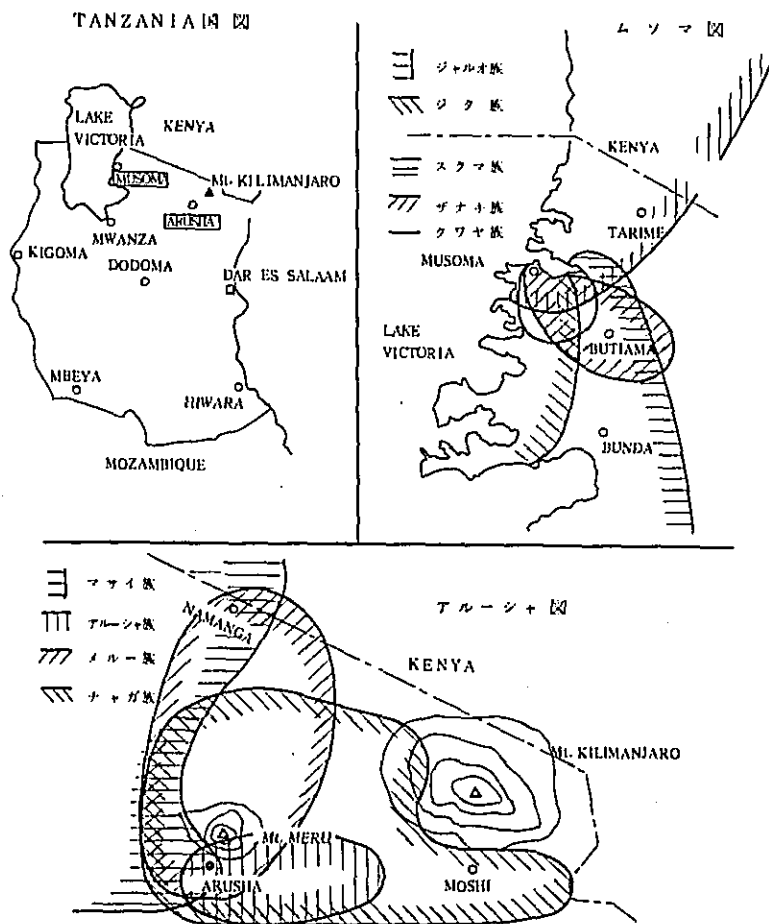 TANZANIA国図
LAKE
VICTORIA
KENYA
MUSOMA
Mt. KILIMANJARO
ARUSHA
MWANZA
KIGOMA
DODOMA
DAR ES SALAAM
MBEYA
MOZAMBIQUE
ムソマ図
ジャルオ族
ジタ族
KENYA
スクマ族
ザナキ族
クワヤ族
TARIME
MUSOMA
LAKE
VICTORIA
BUTIAMA
BUNDA
アルーシャ図
マサイ族
アルーシャ族
メルー族
チャガ族
NAMANGA
KENYA
Mt. KILIMANJARO
Mt. MERU
ARUSHA
MOSHI